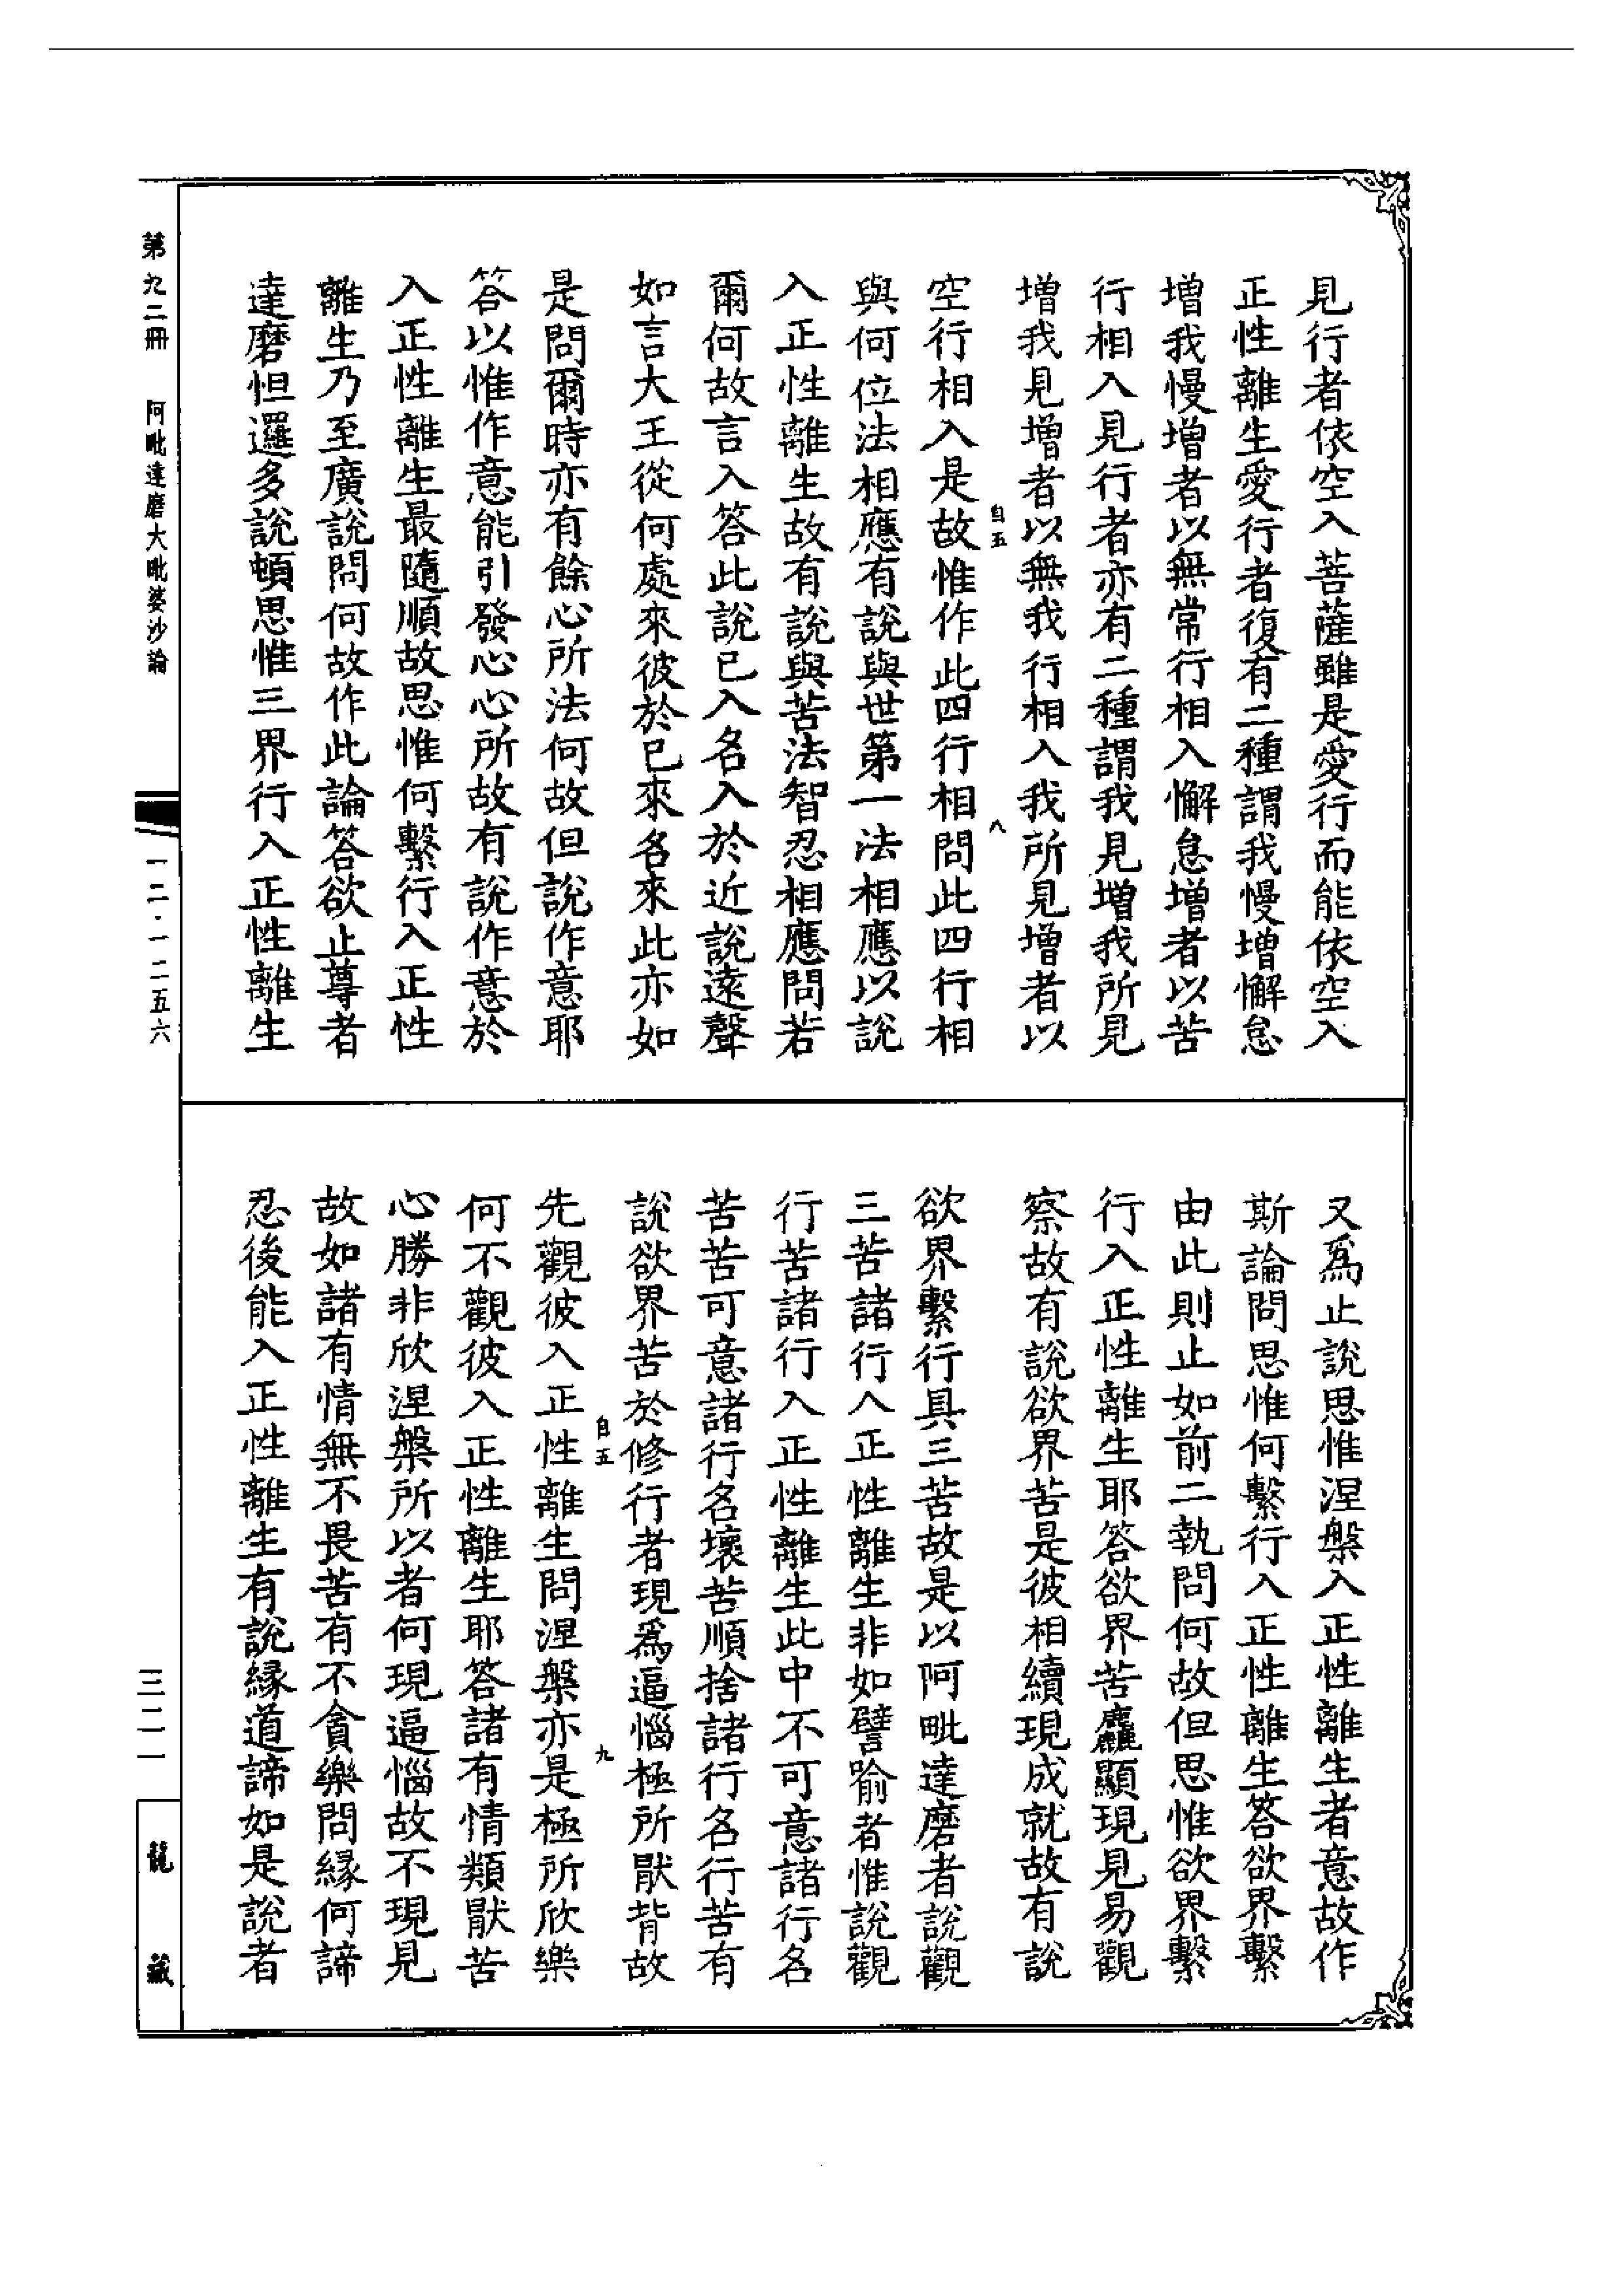 見行者依空入菩薩雖是愛行而能依空入
正性離生愛行者復有二種謂我慢增懈怠
增我慢增者以無常行相入懈怠增者以苦
行相入見行者亦有二種謂我見增我所見
增我見增者以無我行相入我所見增者以
自五
八
空行相入是故惟作此四行相問此四行相
與何位法相應有說與世第一法相應以說
入正性離生故有說與苦法智忍相應問若
爾何故言入答此說已入名入於近說遠聲
如言大王從何處來彼於已來名來此亦如
是問爾時亦有餘心所法何故但說作意耶
答以惟作意能引發心心所故有說作意於
入正性離生最隨順故思惟何繫行入正性
離生乃至廣說問何故作此論答欲止尊者
達磨怛邏多說頓思惟三界行入正性離生
又爲止說思惟涅槃入正性離生者意故作
斯論問思惟何繫行入正性離生答欲界繫
由此則止如前二執問何故但思惟欲界繫
行入正性離生耶答欲界苦麤顯現見易觀
察故有說欲界苦是彼相續現成就故有說
欲界繫行具三苦故是以阿毗達磨者說觀
三苦諸行入正性離生非如譬喻者惟說觀
行苦諸行入正性離生此中不可意諸行名
苦苦可意諸行名壞苦順捨諸行名行苦有
說欲界苦於修行者現爲逼惱極所猒背故
自五
九
先觀彼入正性離生問涅槃亦是極所欣樂
何不觀彼入正性離生耶答諸有情類猒苦
心勝非欣涅槃所以者何現逼惱故不現見
故如諸有情無不畏苦有不貪樂問緣何諦
忍後能入正性離生有說緣道諦如是說者
第九二冊　阿毗達磨大毗婆沙論
一二·一二五六
三二一
龍藏